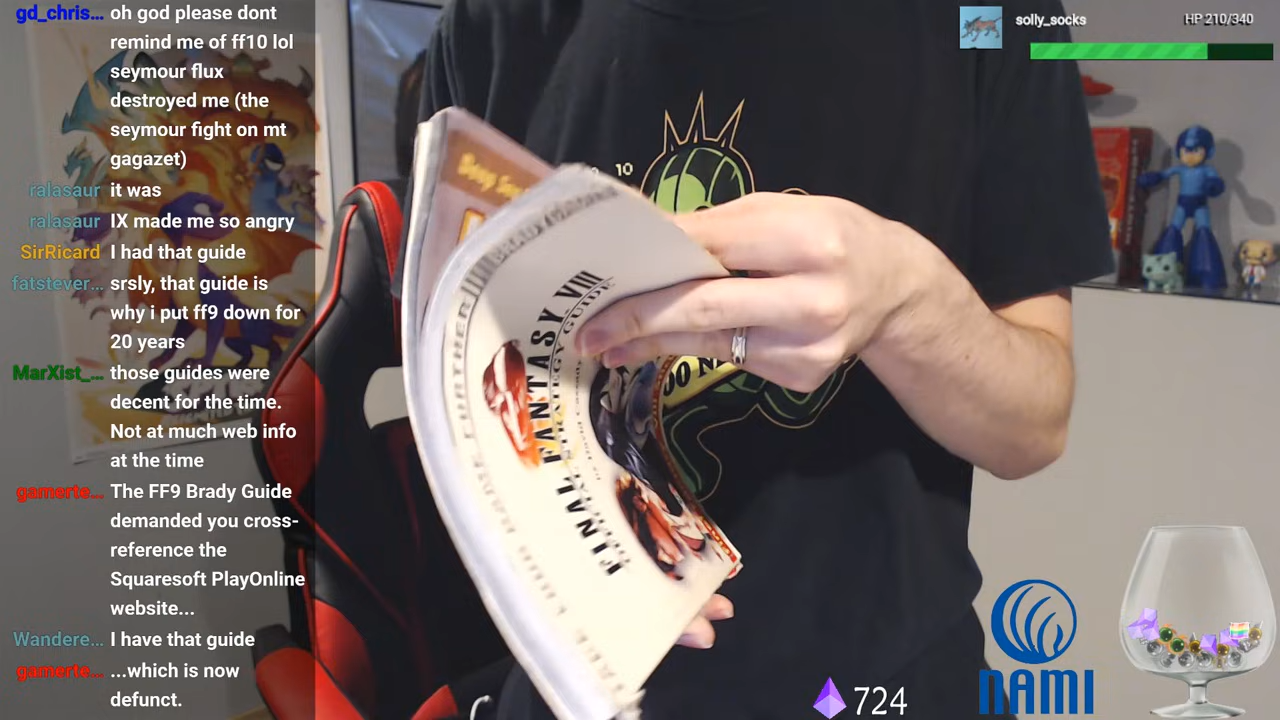 gd_chris... oh god please dont
remind me of ff10 lol
seymour flux
destroyed me (the
seymour fight on mt
gagazet)
ralasaur it was
ralasaur IX made me so angry
SirRicard I had that guide
fatstever... srsly, that guide is
why i put ff9 down for
20 years
MarXist_... those guides were
decent for the time.
Not at much web info
at the time
gamerte... The FF9 Brady Guide
demanded you cross-
reference the
Squaresoft PlayOnline
website...
Wandere... I have that guide
gamerte... ...which is now
defunct.
solly_socks HP 210/340
10
FINAL FANTASY VIII
STRATEGY GUIDE
NAMI
724